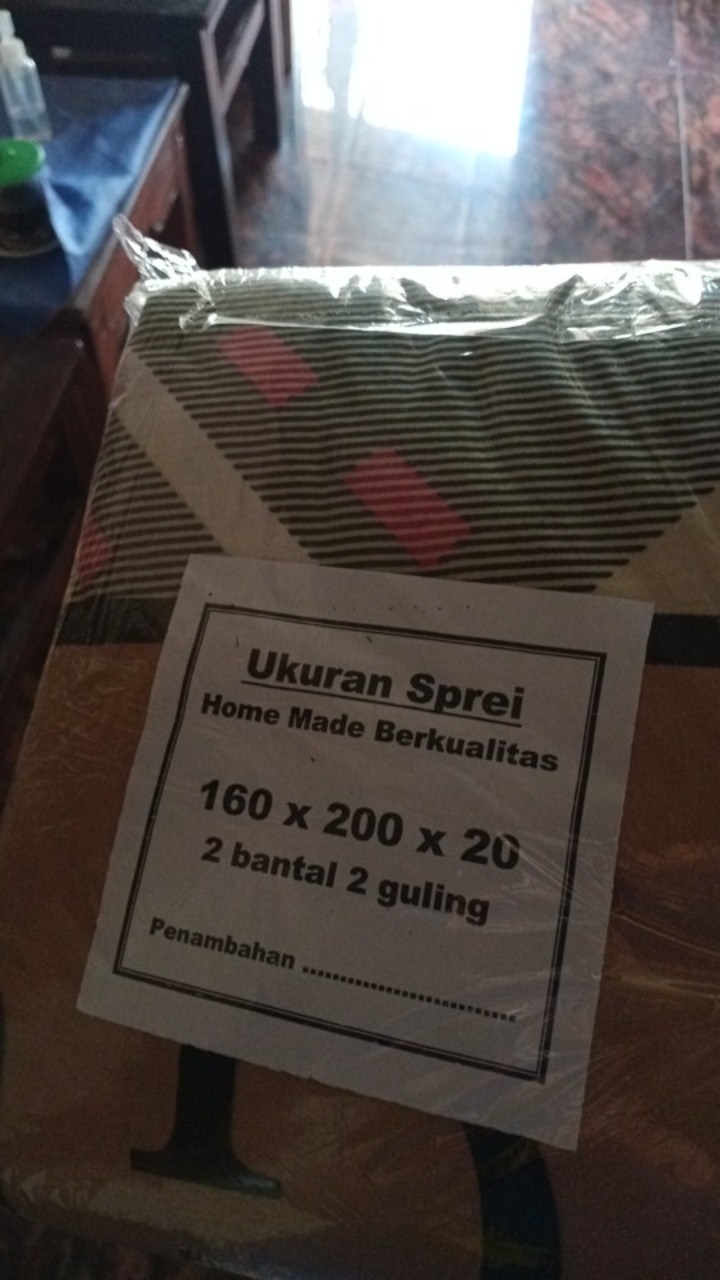 Ukuran Sprei
Home Made Berkualitas
160 x 200 x 20
2 bantal 2 guling
Penambahan ............................